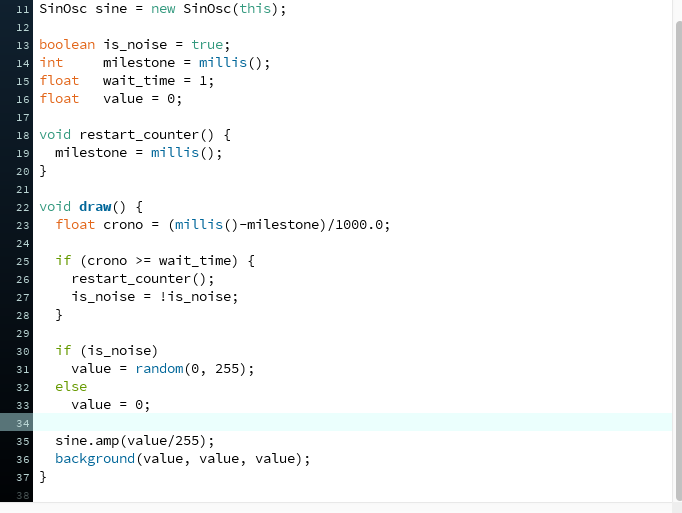 11 SinOsc sine = new SinOsc(this);
12
13 boolean is_noise = true;
14 int     milestone = millis();
15 float   wait_time = 1;
16 float   value = 0;
17
18 void restart_counter() {
19   milestone = millis();
20 }
21
22 void draw() {
23   float crono = (millis()-milestone)/1000.0;
24
25   if (crono >= wait_time) {
26     restart_counter();
27     is_noise = !is_noise;
28   }
29
30   if (is_noise)
31     value = random(0, 255);
32   else
33     value = 0;
34
35   sine.amp(value/255);
36   background(value, value, value);
37 }
38